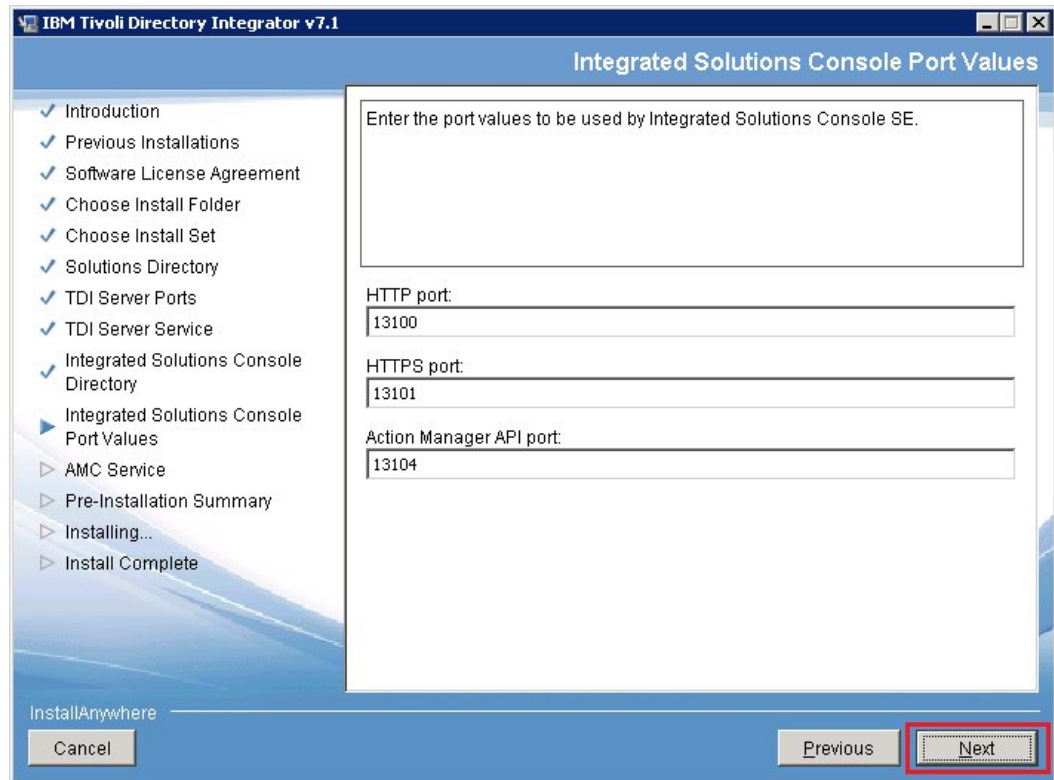 IBM Tivoli Directory Integrator v7.1
Integrated Solutions Console Port Values
Introduction
Previous Installations
Software License Agreement
Choose Install Folder
Choose Install Set
Solutions Directory
TDI Server Ports
TDI Server Service
Integrated Solutions Console
Directory
Integrated Solutions Console
Port Values
AMC Service
Pre-Installation Summary
Installing...
Install Complete
Enter the port values to be used by Integrated Solutions Console SE.
HTTP port:
13100
HTTPS port:
13101
Action Manager API port:
13104
InstallAnywhere
Cancel
Previous
Next